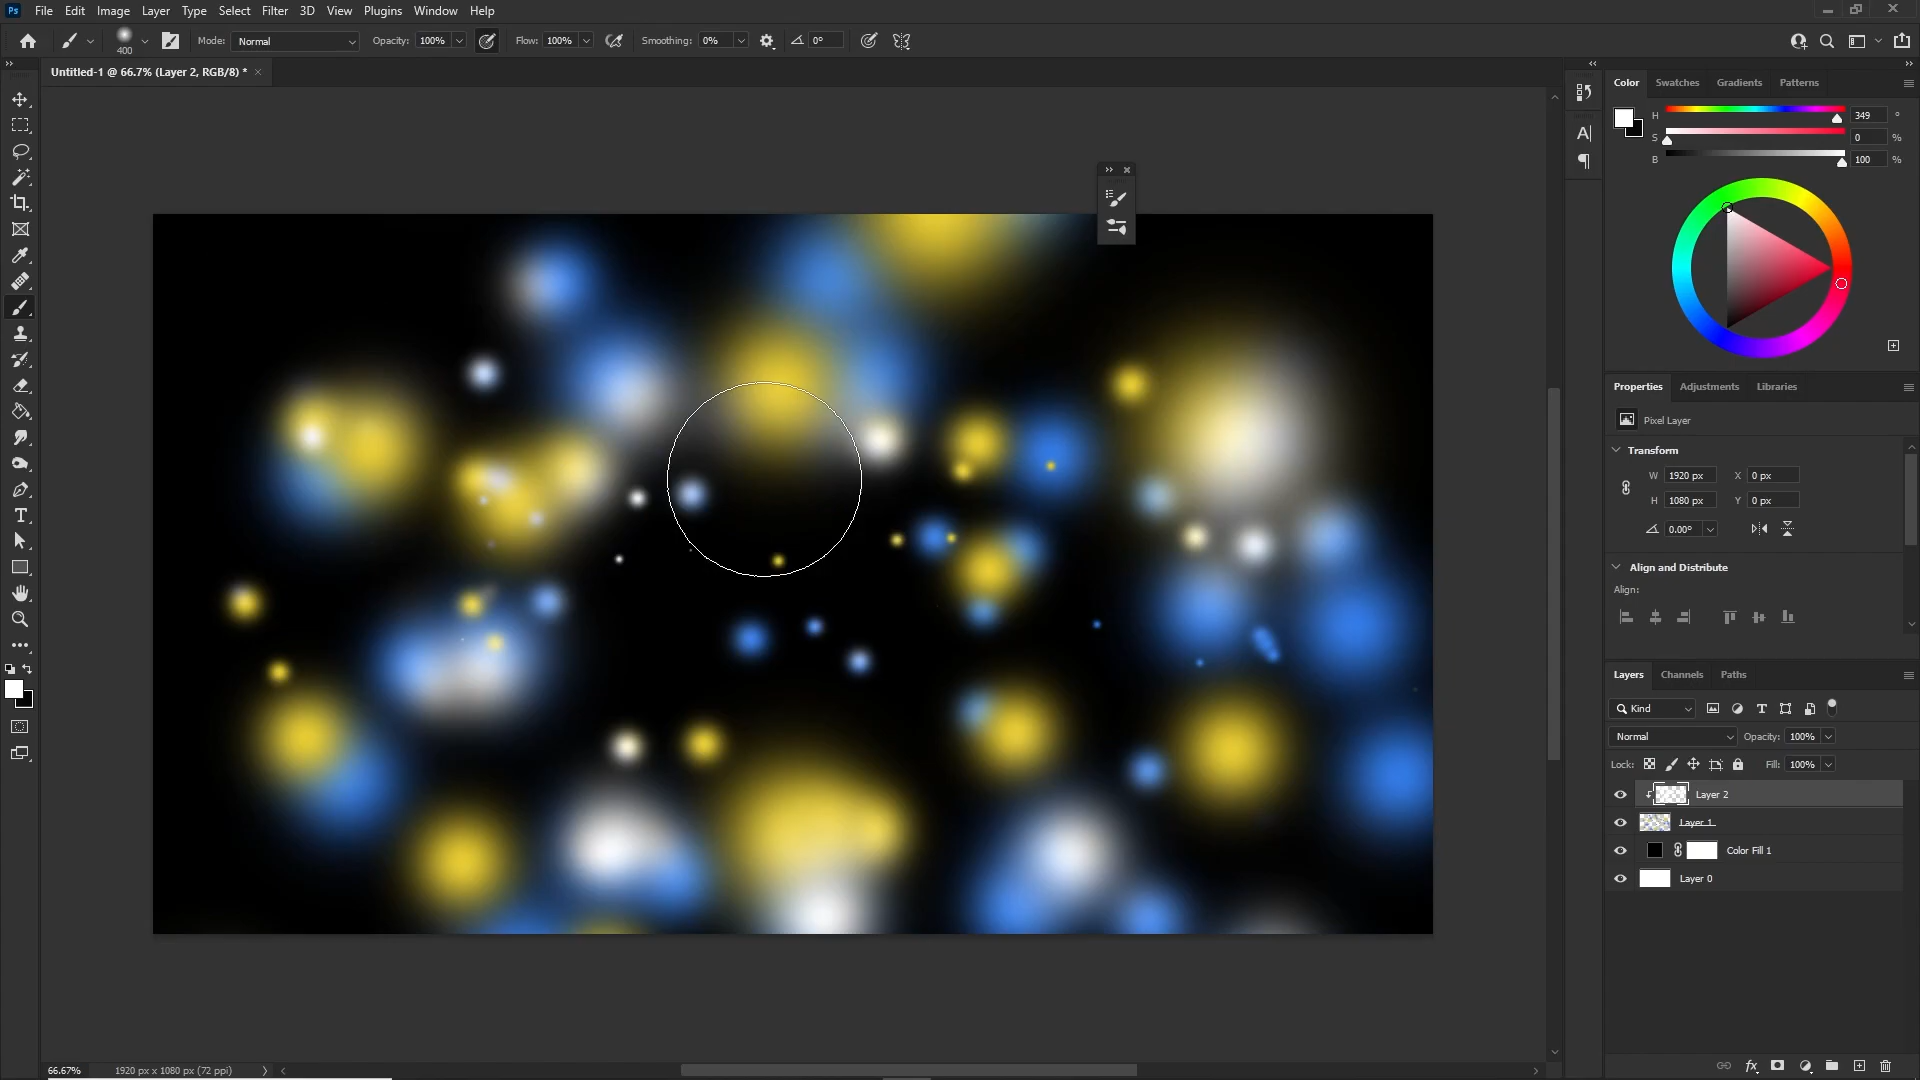 Ps File Edit Image Layer Type Select Filter 3D View Plugins Window Help
400 Mode: Normal Opacity: 100% Flow: 100% Smoothing: 0% 0°
Untitled-1 @ 66.7% (Layer 2, RGB/8) *
Color Swatches Gradients Patterns
H 349 °
S 0 %
B 100 %
Properties Adjustments Libraries
Pixel Layer
Transform
W 1920 px X 0 px
H 1080 px Y 0 px
0.00°
Align and Distribute
Align:
Layers Channels Paths
Kind
Normal Opacity: 100%
Lock: Fill: 100%
Layer 2
Layer 1
Color Fill 1
Layer 0
66.67% 1920 px x 1080 px (72 ppi)